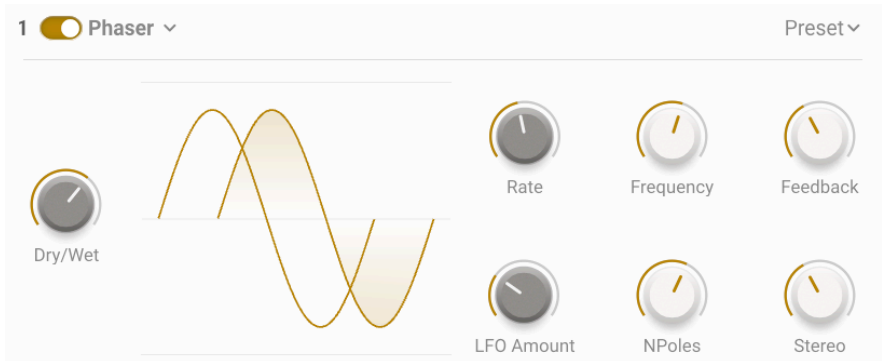 1 Phaser
Preset
Dry/Wet
Rate
Frequency
Feedback
LFO Amount
NPoles
Stereo